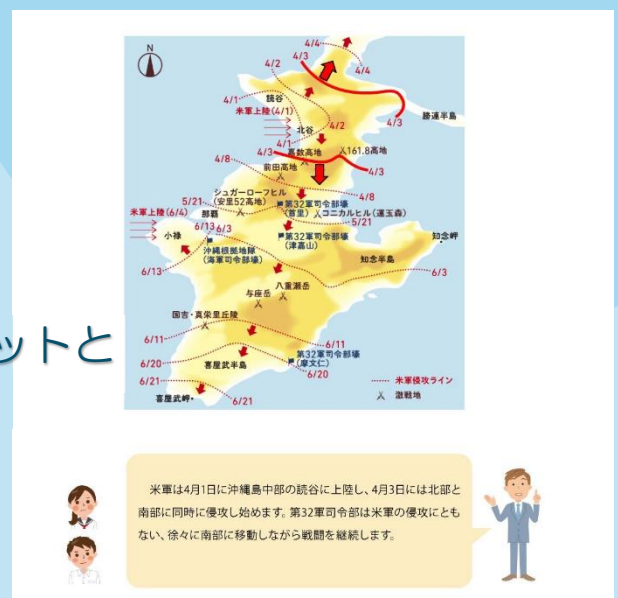 N
4/4
4/3
4/4
4/2
4/1
読谷
米軍上陸(4/1)
4/3
勝連半島
4/2
北谷
4/1
4/3
嘉数高地
161.8高地
4/3
前田高地
4/8
4/8
シュガーローフヒル
(安里52高地)
第32軍司令部壕
(首里)
コニカルヒル(運玉森)
5/21
5/21
那覇
米軍上陸(6/4)
6/13
6/3
第32軍司令部壕
(津嘉山)
小禄
知念岬
沖縄根拠地隊
(海軍司令部壕)
知念半島
6/13
6/3
八重瀬岳
与座岳
国吉・真栄里丘陵
6/11
6/11
ットと
喜屋武半島
第32軍司令部壕
(摩文仁)
6/20
6/20
6/21
6/21
喜屋武岬
米軍侵攻ライン
激戦地
米軍は4月1日に沖縄島中部の読谷に上陸し、4月3日には北部と
南部に同時に侵攻し始めます。第32軍司令部は米軍の侵攻にとも
ない、徐々に南部に移動しながら戦闘を継続します。